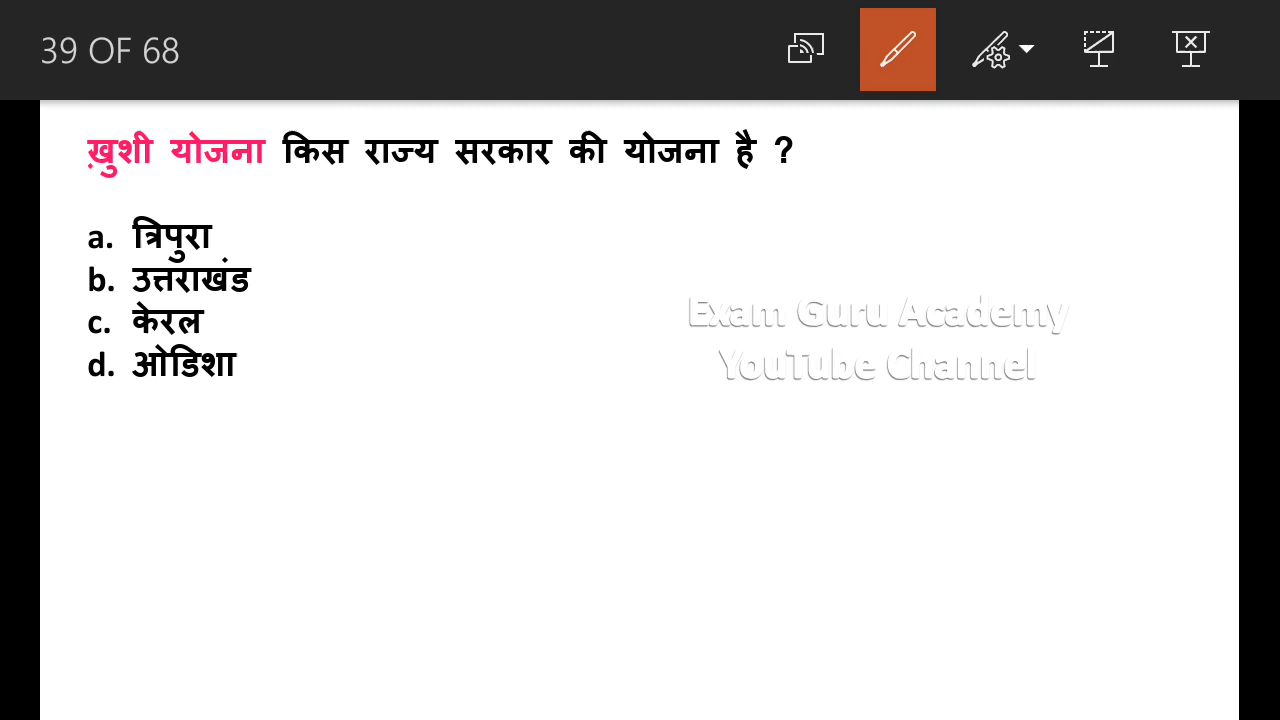 39 OF 68
ख़ुशी योजना किस राज्य सरकार की योजना है ?
a. त्रिपुरा
b. उत्तराखंड
c. केरल
d. ओडिशा
Exam Guru Academy
YouTube Channel